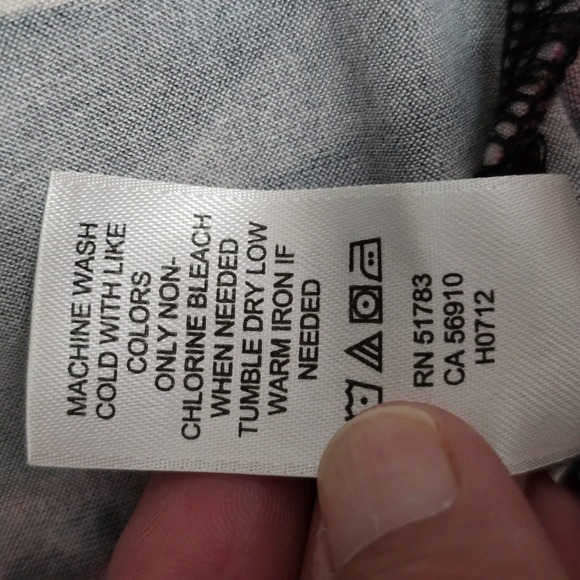 MACHINE WASH
COLD WITH LIKE
COLORS
ONLY NON-
CHLORINE BLEACH
WHEN NEEDED
TUMBLE DRY LOW
WARM IRON IF
NEEDED
RN 51783
CA 56910
H0712